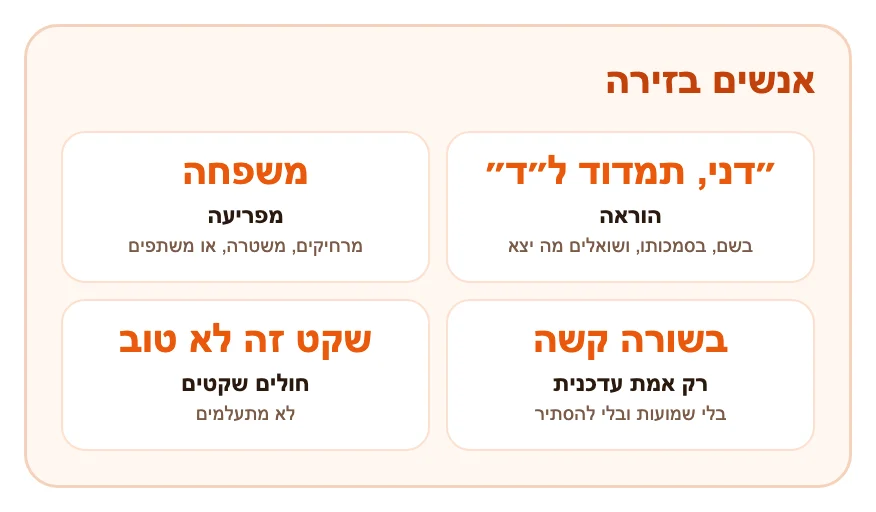 אנשים בזירה
״דני, תמדוד ל״ד״
הוראה
בשם, בסמכותו, ושואלים מה יצא
משפחה
מפריעה
מרחיקים, משטרה, או משתפים
בשורה קשה
רק אמת עדכנית
בלי שמועות ובלי להסתיר
שקט זה לא טוב
חולים שקטים
לא מתעלמים